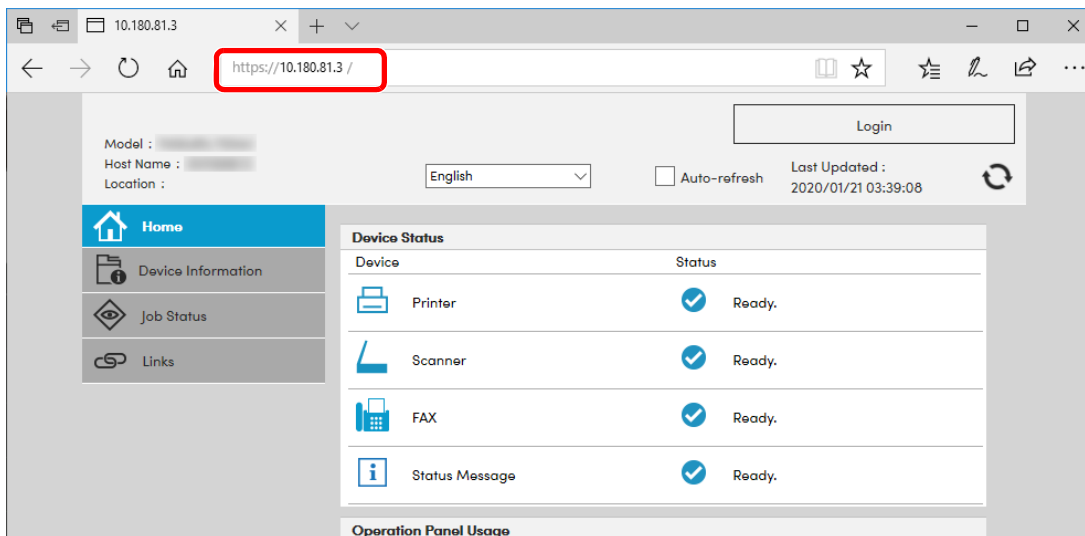 10.180.81.3
https://10.180.81.3 /
Login
Model :
Host Name :
Location :
English
Auto-refresh
Last Updated :
2020/01/21 03:39:08
Home
Device Information
Job Status
Links
Device Status
Device Status
Printer Ready.
Scanner Ready.
FAX Ready.
Status Message Ready.
Operation Panel Usage